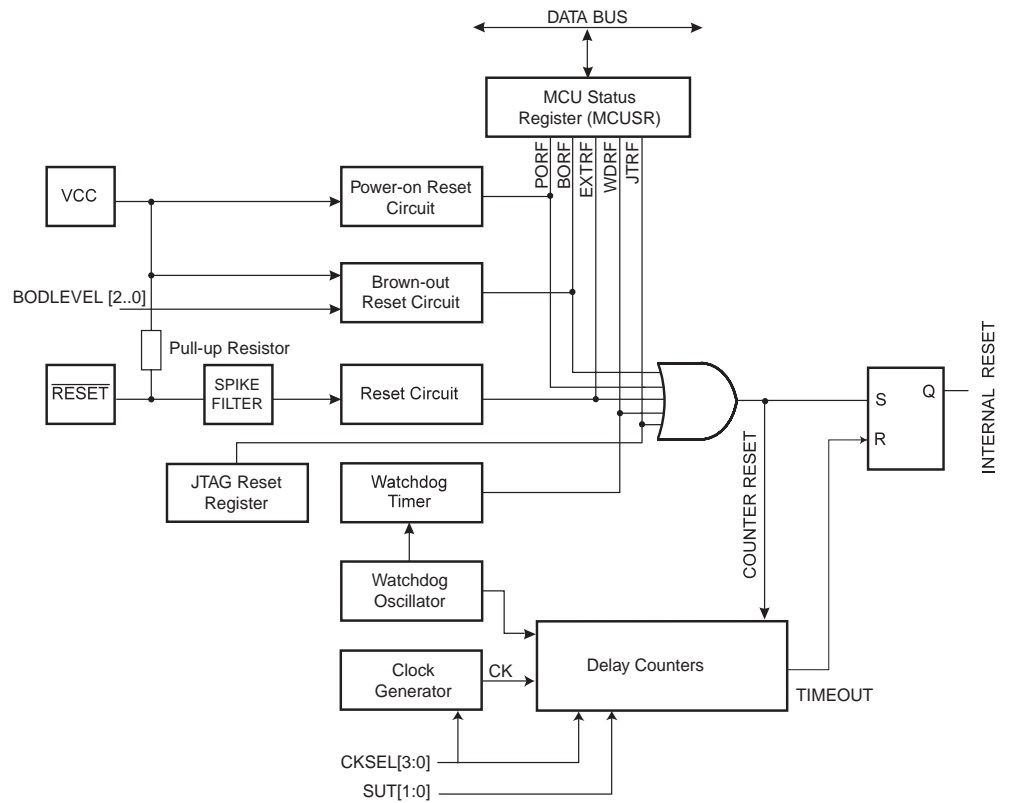 DATA BUS
MCU Status
Register (MCUSR)
PORF
BORF
EXTRF
WDRF
JTRF
VCC
Power-on Reset
Circuit
Brown-out
Reset Circuit
BODLEVEL [2..0]
Pull-up Resistor
RESET
SPIKE
FILTER
Reset Circuit
JTAG Reset
Register
Watchdog
Timer
Watchdog
Oscillator
Clock
Generator
CK
Delay Counters
COUNTER RESET
S
R
Q
INTERNAL RESET
TIMEOUT
CKSEL[3:0]
SUT[1:0]